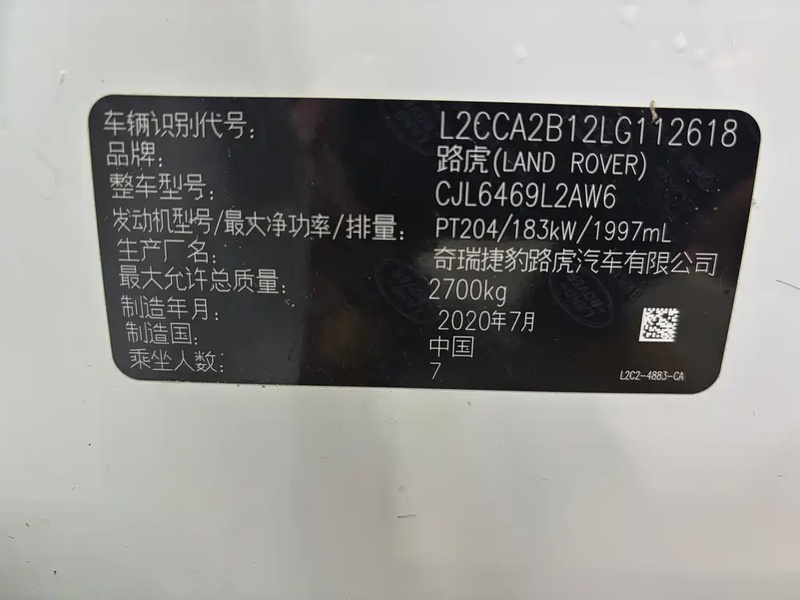 车辆识别代号： L2CCA2B12LG112618
品牌： 路虎(LAND ROVER)
整车型号： CJL6469L2AW6
发动机型号/最大净功率/排量： PT204/183kW/1997mL
生产厂名： 奇瑞捷豹路虎汽车有限公司
最大允许总质量： 2700kg
制造年月： 2020年7月
制造国： 中国
乘坐人数： 7
L2C2-4883-CA